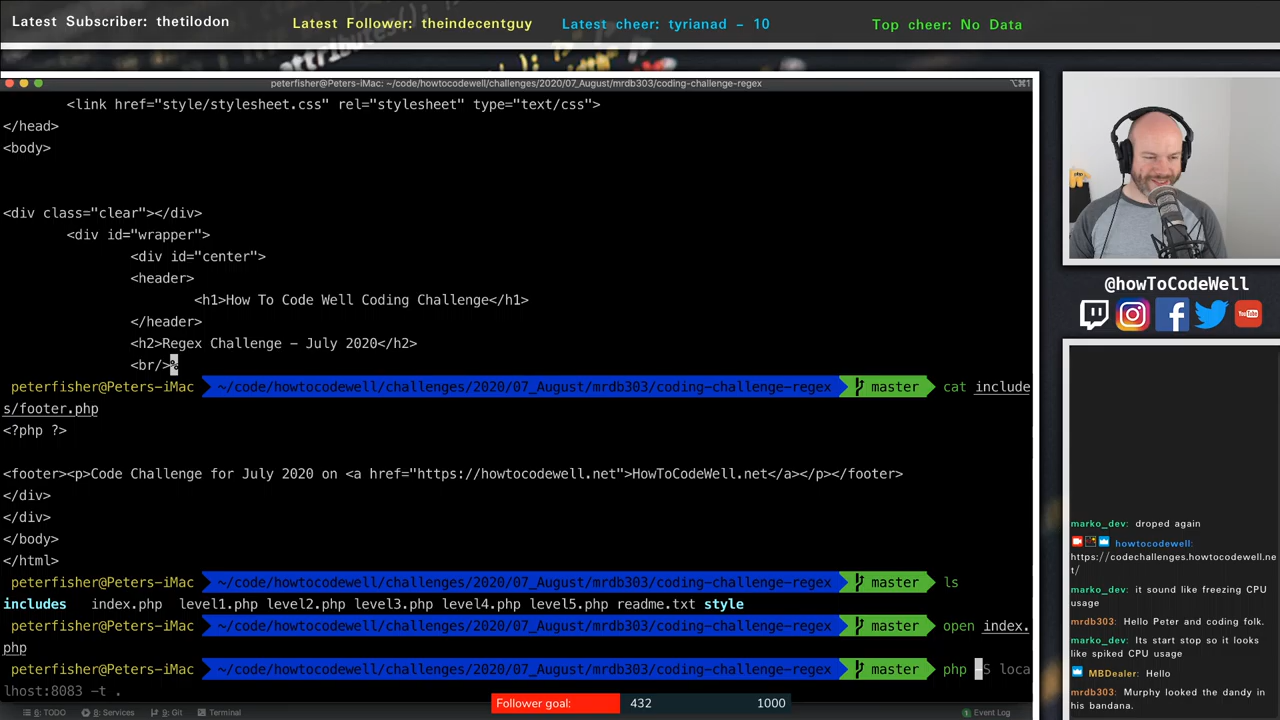 Latest Subscriber: thetilodon
Latest Follower: theindecentguy
Latest cheer: tyrianad - 10
Top cheer: No Data
attributes();
peterfisher@Peters-iMac: ~/code/howtocodewell/challenges/2020/07_August/mrdb303/coding-challenge-regex
⌥⌘1
<link href="style/stylesheet.css" rel="stylesheet" type="text/css">
</head>
<body>
<div class="clear"></div>
<div id="wrapper">
<div id="center">
<header>
<h1>How To Code Well Coding Challenge</h1>
</header>
<h2>Regex Challenge - July 2020</h2>
<br/>%
peterfisher@Peters-iMac ~/code/howtocodewell/challenges/2020/07_August/mrdb303/coding-challenge-regex master cat include
s/footer.php
<?php ?>
<footer><p>Code Challenge for July 2020 on <a href="https://howtocodewell.net">HowToCodeWell.net</a></p></footer>
</div>
</div>
</body>
</html>
peterfisher@Peters-iMac ~/code/howtocodewell/challenges/2020/07_August/mrdb303/coding-challenge-regex master ls
includes index.php level1.php level2.php level3.php level4.php level5.php readme.txt style
peterfisher@Peters-iMac ~/code/howtocodewell/challenges/2020/07_August/mrdb303/coding-challenge-regex master open index.
php
peterfisher@Peters-iMac ~/code/howtocodewell/challenges/2020/07_August/mrdb303/coding-challenge-regex master php -S loca
lhost:8083 -t .
6: TODO 8: Services 9: Git Terminal Event Log
Follower goal: 432 1000
@howToCodeWell
marko_dev: droped again
howtocodewell:
https://codechallenges.howtocodewell.ne
t/
marko_dev: it sound like freezing CPU
usage
mrdb303: Hello Peter and coding folk.
marko_dev: Its start stop so it looks
like spiked CPU usage
MBDealer: Hello
mrdb303: Murphy looked the dandy in
his bandana.